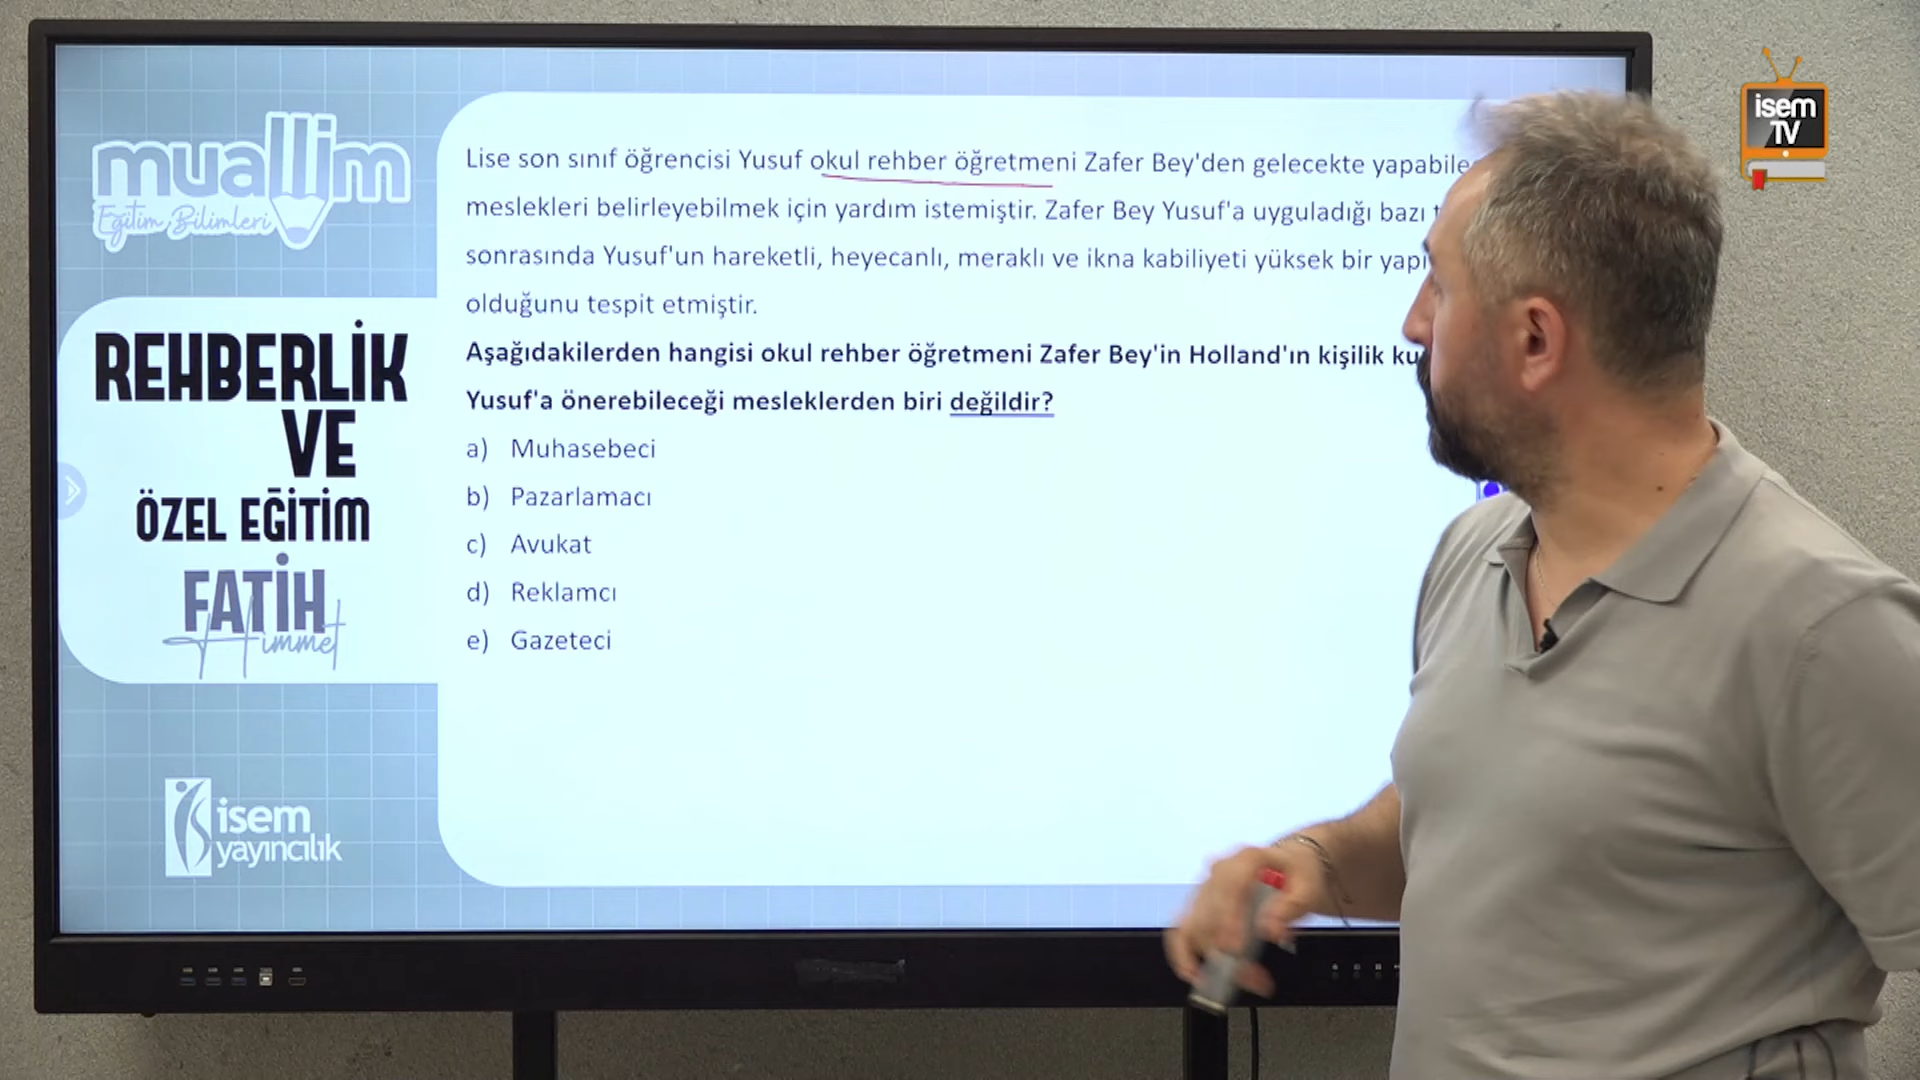 isem
TV
muallim
Eğitim Bilimleri
Lise son sınıf öğrencisi Yusuf okul rehber öğretmeni Zafer Bey'den gelecekte
meslekleri belirleyebilmek için yardım istemiştir. Zafer Bey Yusuf'a uyguladığı bazı
sonrasında Yusuf'un hareketli, heyecanlı, meraklı ve ikna kabiliyeti yüksek bir
olduğunu tespit etmiştir.
Aşağıdakilerden hangisi okul rehber öğretmeni Zafer Bey'in Holland'ın kişilik
Yusuf'a önerebileceği mesleklerden biri değildir?
a) Muhasebeci
b) Pazarlamacı
c) Avukat
d) Reklamcı
e) Gazeteci
REHBERLİK
VE
ÖZEL EĞİTİM
FATİH
Himmet
isem
yayıncılık